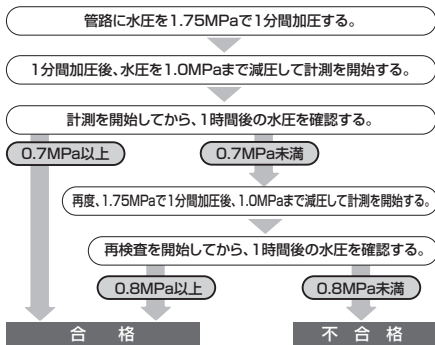 管路に水圧を1.75MPaで1分間加圧する。
1分間加圧後、水圧を1.0MPaまで減圧して計測を開始する。
計測を開始してから、1時間後の水圧を確認する。
0.7MPa以上 0.7MPa未満
再度、1.75MPaで1分間加圧後、1.0MPaまで減圧して計測を開始する。
再検査を開始してから、1時間後の水圧を確認する。
0.8MPa以上 0.8MPa未満
合格 不合格